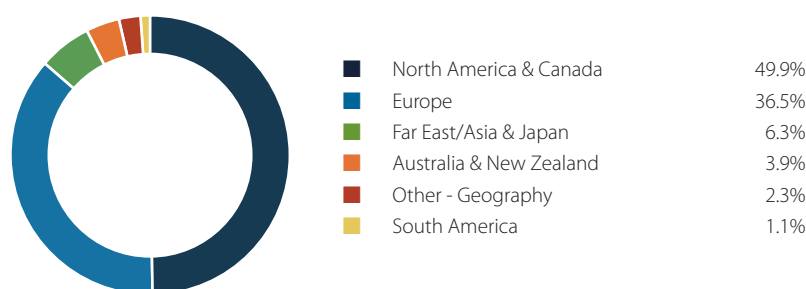 North America & Canada 49.9%
Europe 36.5%
Far East/Asia & Japan 6.3%
Australia & New Zealand 3.9%
Other - Geography 2.3%
South America 1.1%